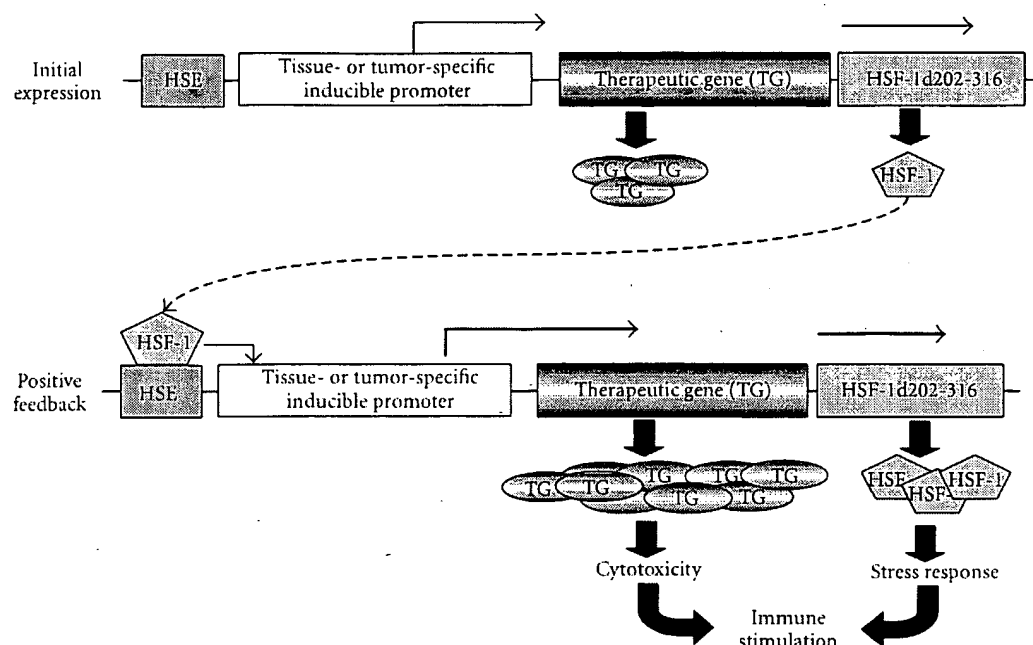 Initial
expression
HSE
Tissue- or tumor-specific
inducible promoter
Therapeutic gene (TG)
HSF-1d202-316
TG
TG
TG
HSF-1
HSF-1
Positive
feedback
HSE
Tissue- or tumor-specific
inducible promoter
Therapeutic gene (TG)
HSF-1d202-316
TG
TG
TG
TG
TG
TG
TG
HSF
HSF-
HSF-1
Cytotoxicity
Stress response
Immune
stimulation